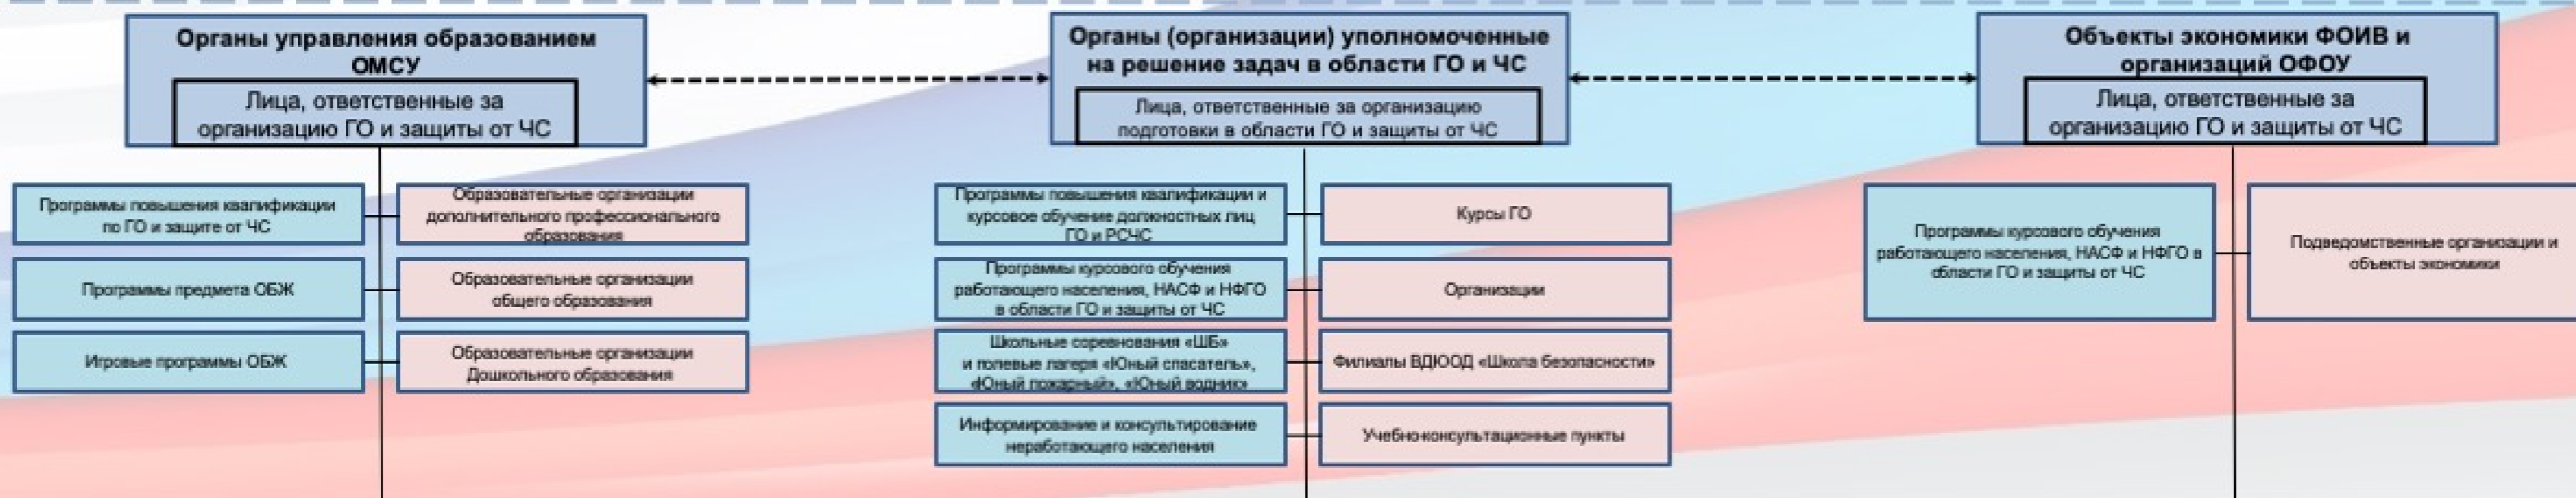 Органы управления образованием
ОМСУ
Лица, ответственные за
организацию ГО и защиты от ЧС
Программы повышения квалификации
по ГО и защите от ЧС
Образовательные организации
дополнительного профессионального
образования
Программы предмета ОБЖ
Образовательные организации
общего образования
Игровые программы ОБЖ
Образовательные организации
Дошкольного образования
Органы (организации) уполномоченные
на решение задач в области ГО и ЧС
Лица, ответственные за организацию
подготовки в области ГО и защиты от ЧС
Программы повышения квалификации и
курсовое обучение должностных лиц
ГО и РСЧС
Курсы ГО
Программы курсового обучения
работающего населения, НАСФ и НФГО
в области ГО и защиты от ЧС
Организации
Школьные соревнования «ШБ»
и полевые лагеря «Юный спасатель»,
«Юный пожарный», «Юный водник»
Филиалы ВДЮОД «Школа безопасности»
Информирование и консультирование
неработающего населения
Учебно-консультационные пункты
Объекты экономики ФОИВ и
организаций ОФОУ
Лица, ответственные за
организацию ГО и защиты от ЧС
Программы курсового обучения
работающего населения, НАСФ и НФГО в
области ГО и защиты от ЧС
Подведомственные организации и
объекты экономики